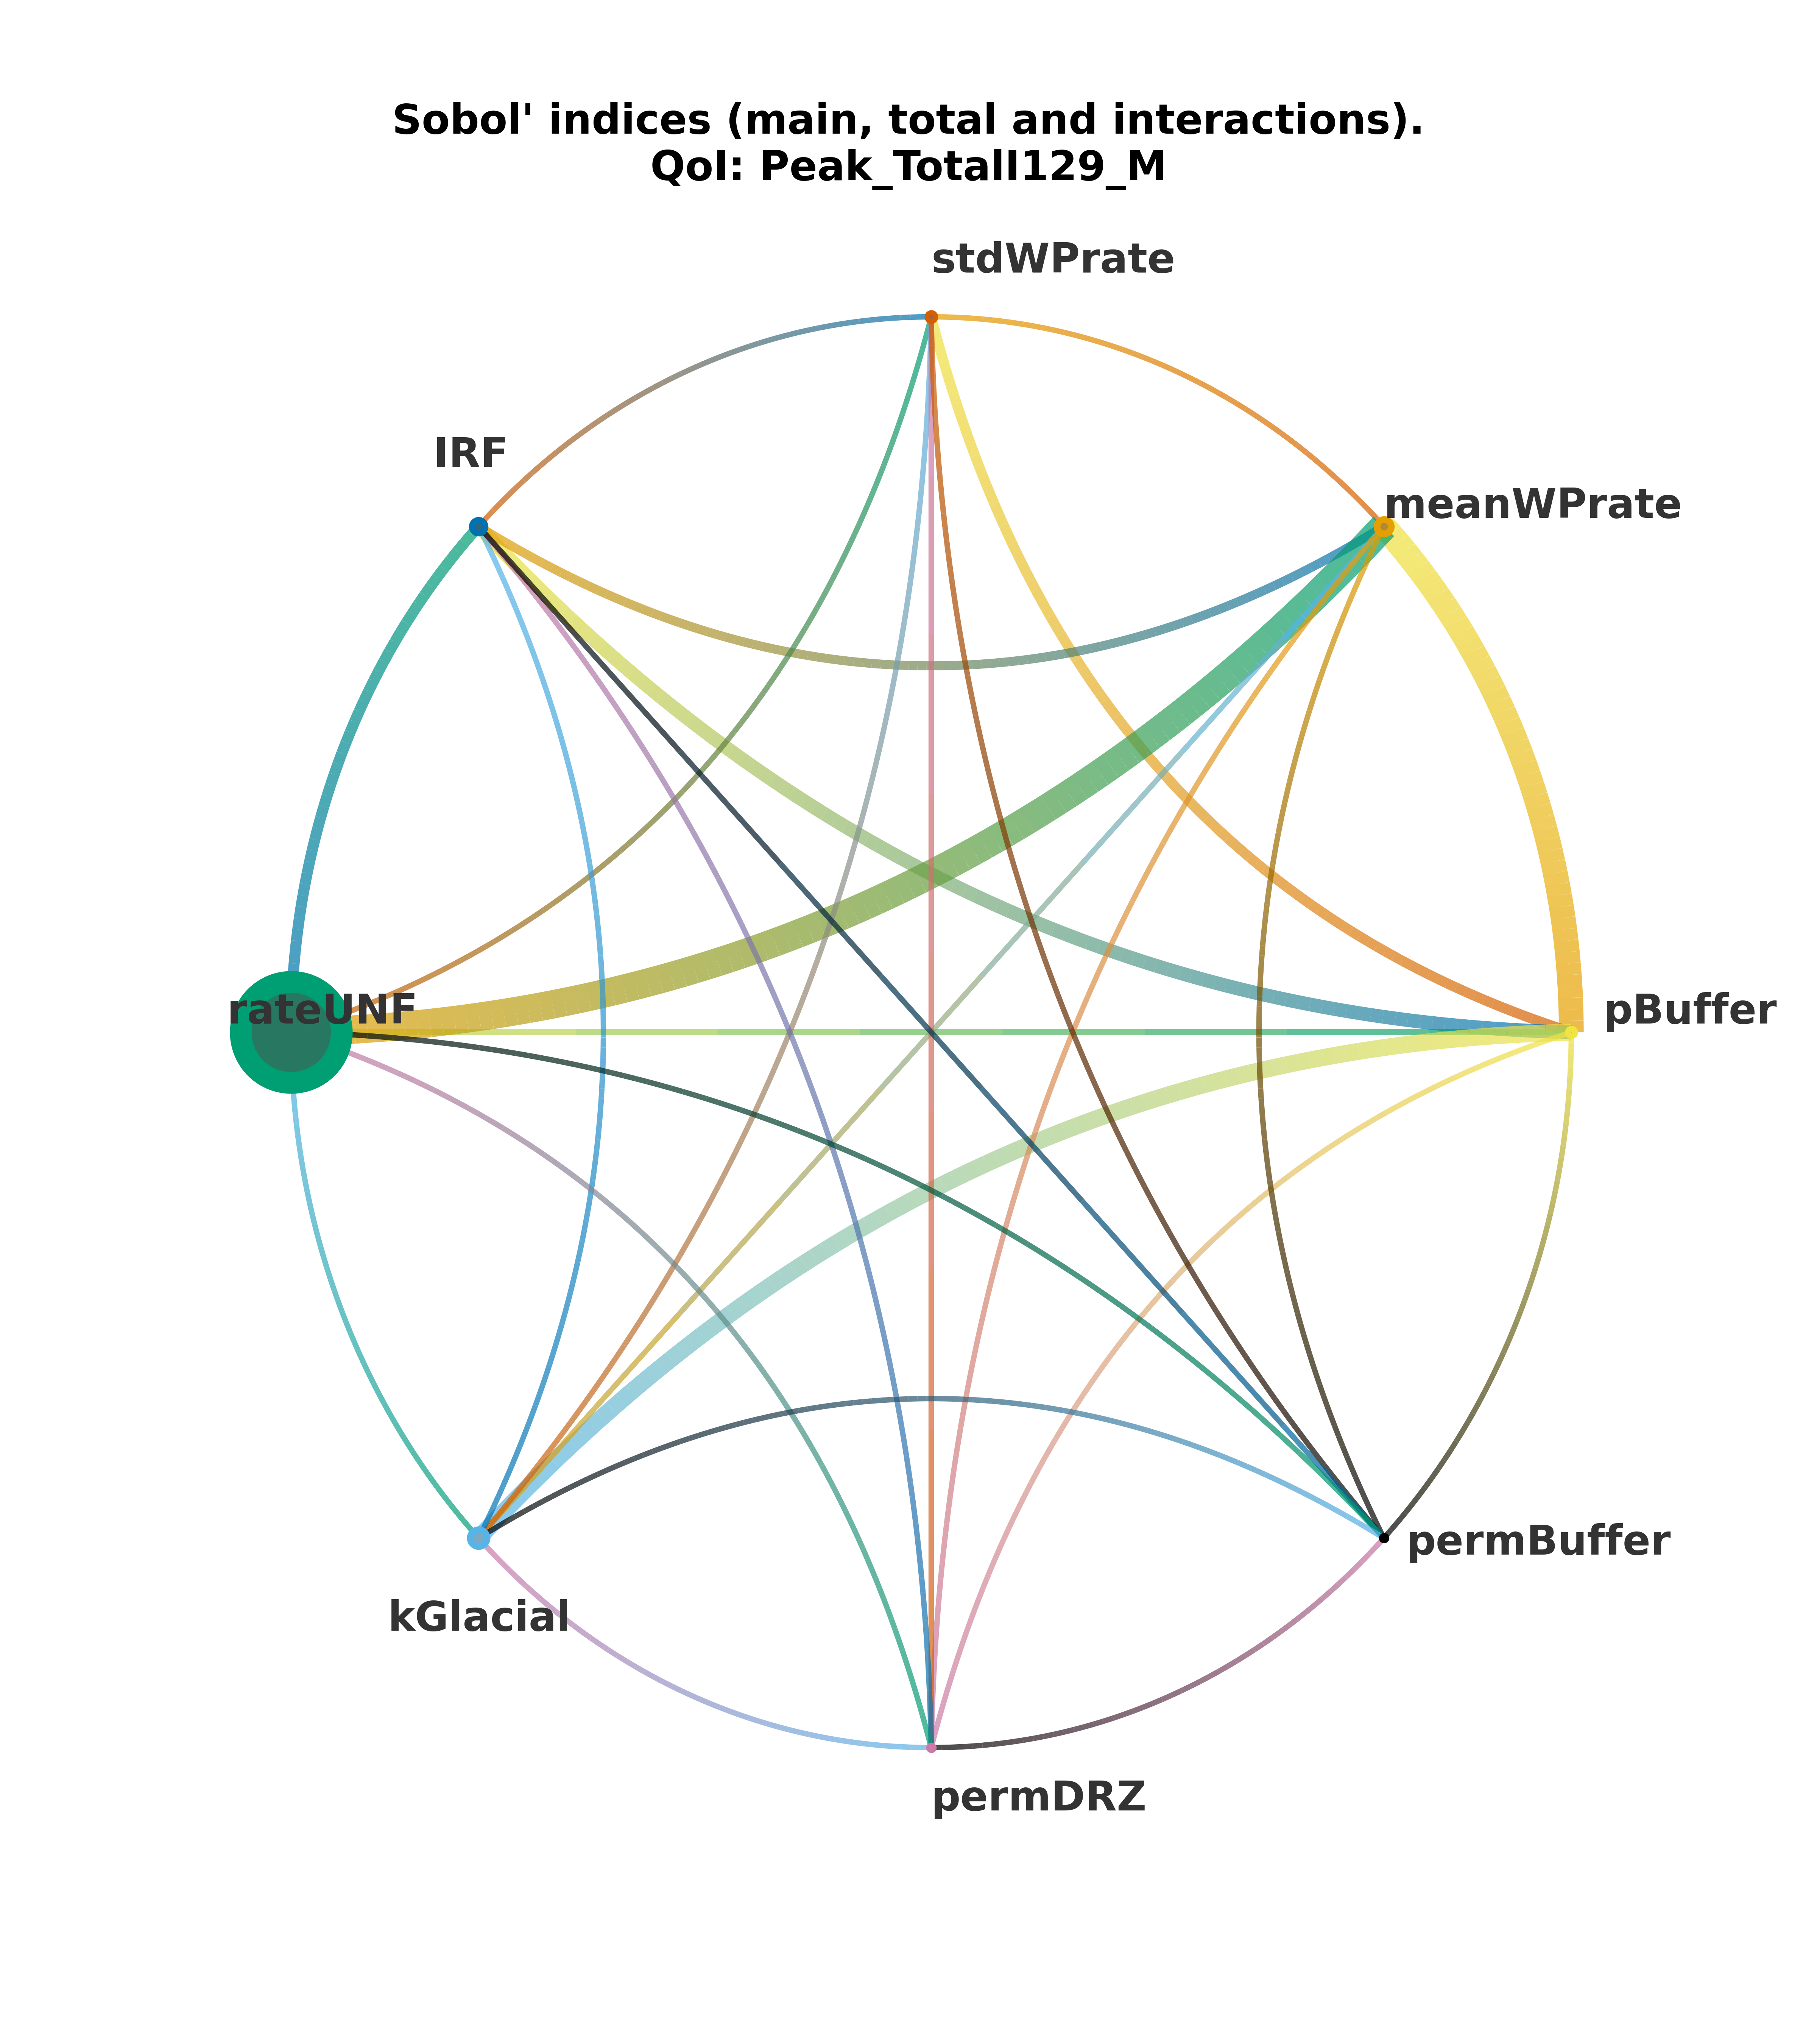 Sobol' indices (main, total and interactions).
QoI: Peak_TotalI129_M
stdWPrate
IRF
meanWPrate
rateUNF
pBuffer
permBuffer
kGlacial
permDRZ